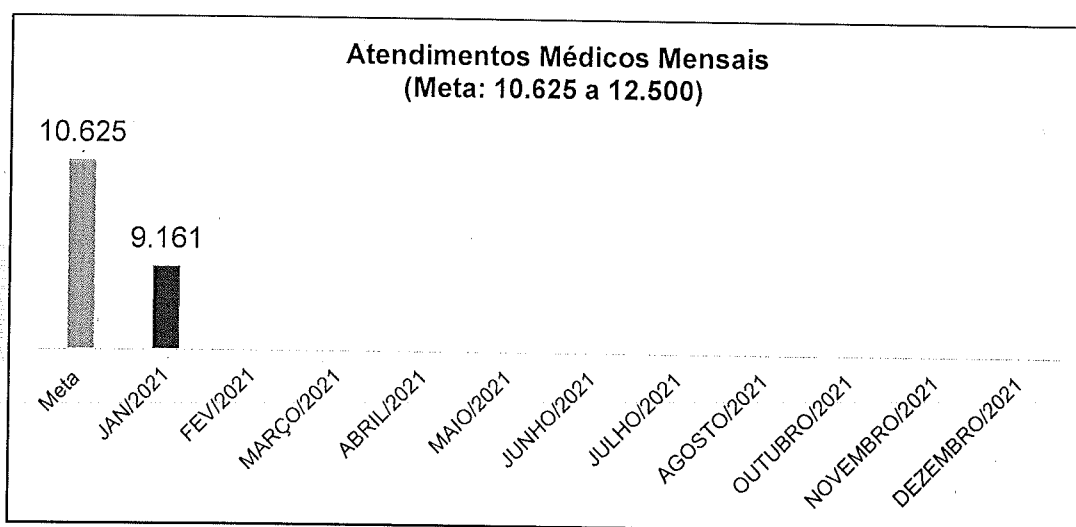 Atendimentos Médicos Mensais
(Meta: 10.625 a 12.500)
10.625
9.161
Meta
JAN/2021
FEV/2021
MARÇO/2021
ABRIL/2021
MAIO/2021
JUNHO/2021
JULHO/2021
AGOSTO/2021
OUTUBRO/2021
NOVEMBRO/2021
DEZEMBRO/2021